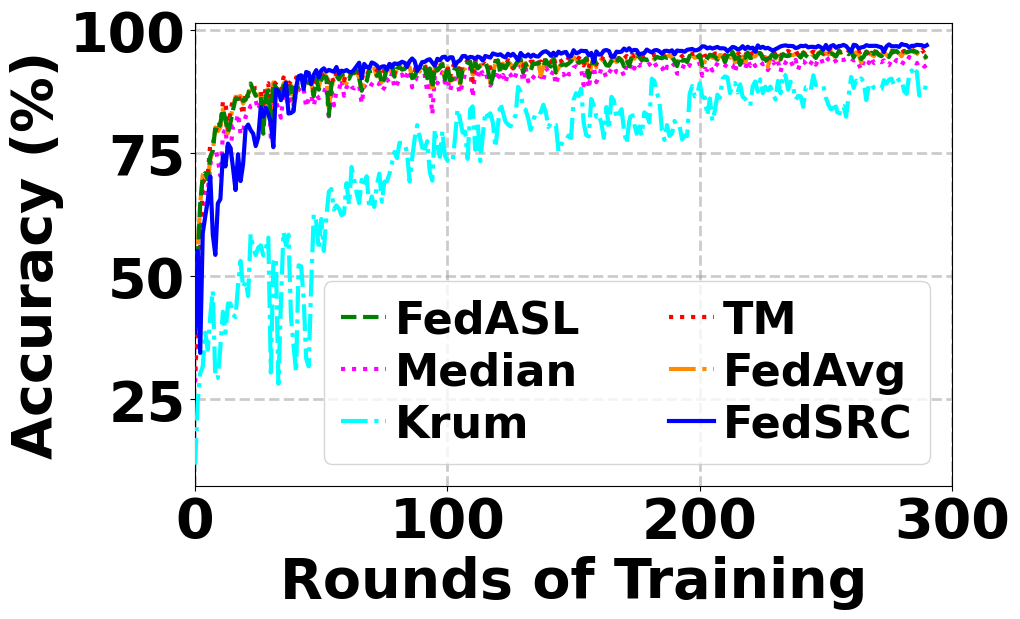 Accuracy (%)
100
75
50
25
FedASL
Median
Krum
TM
FedAvg
FedSRC
0 100 200 300
Rounds of Training